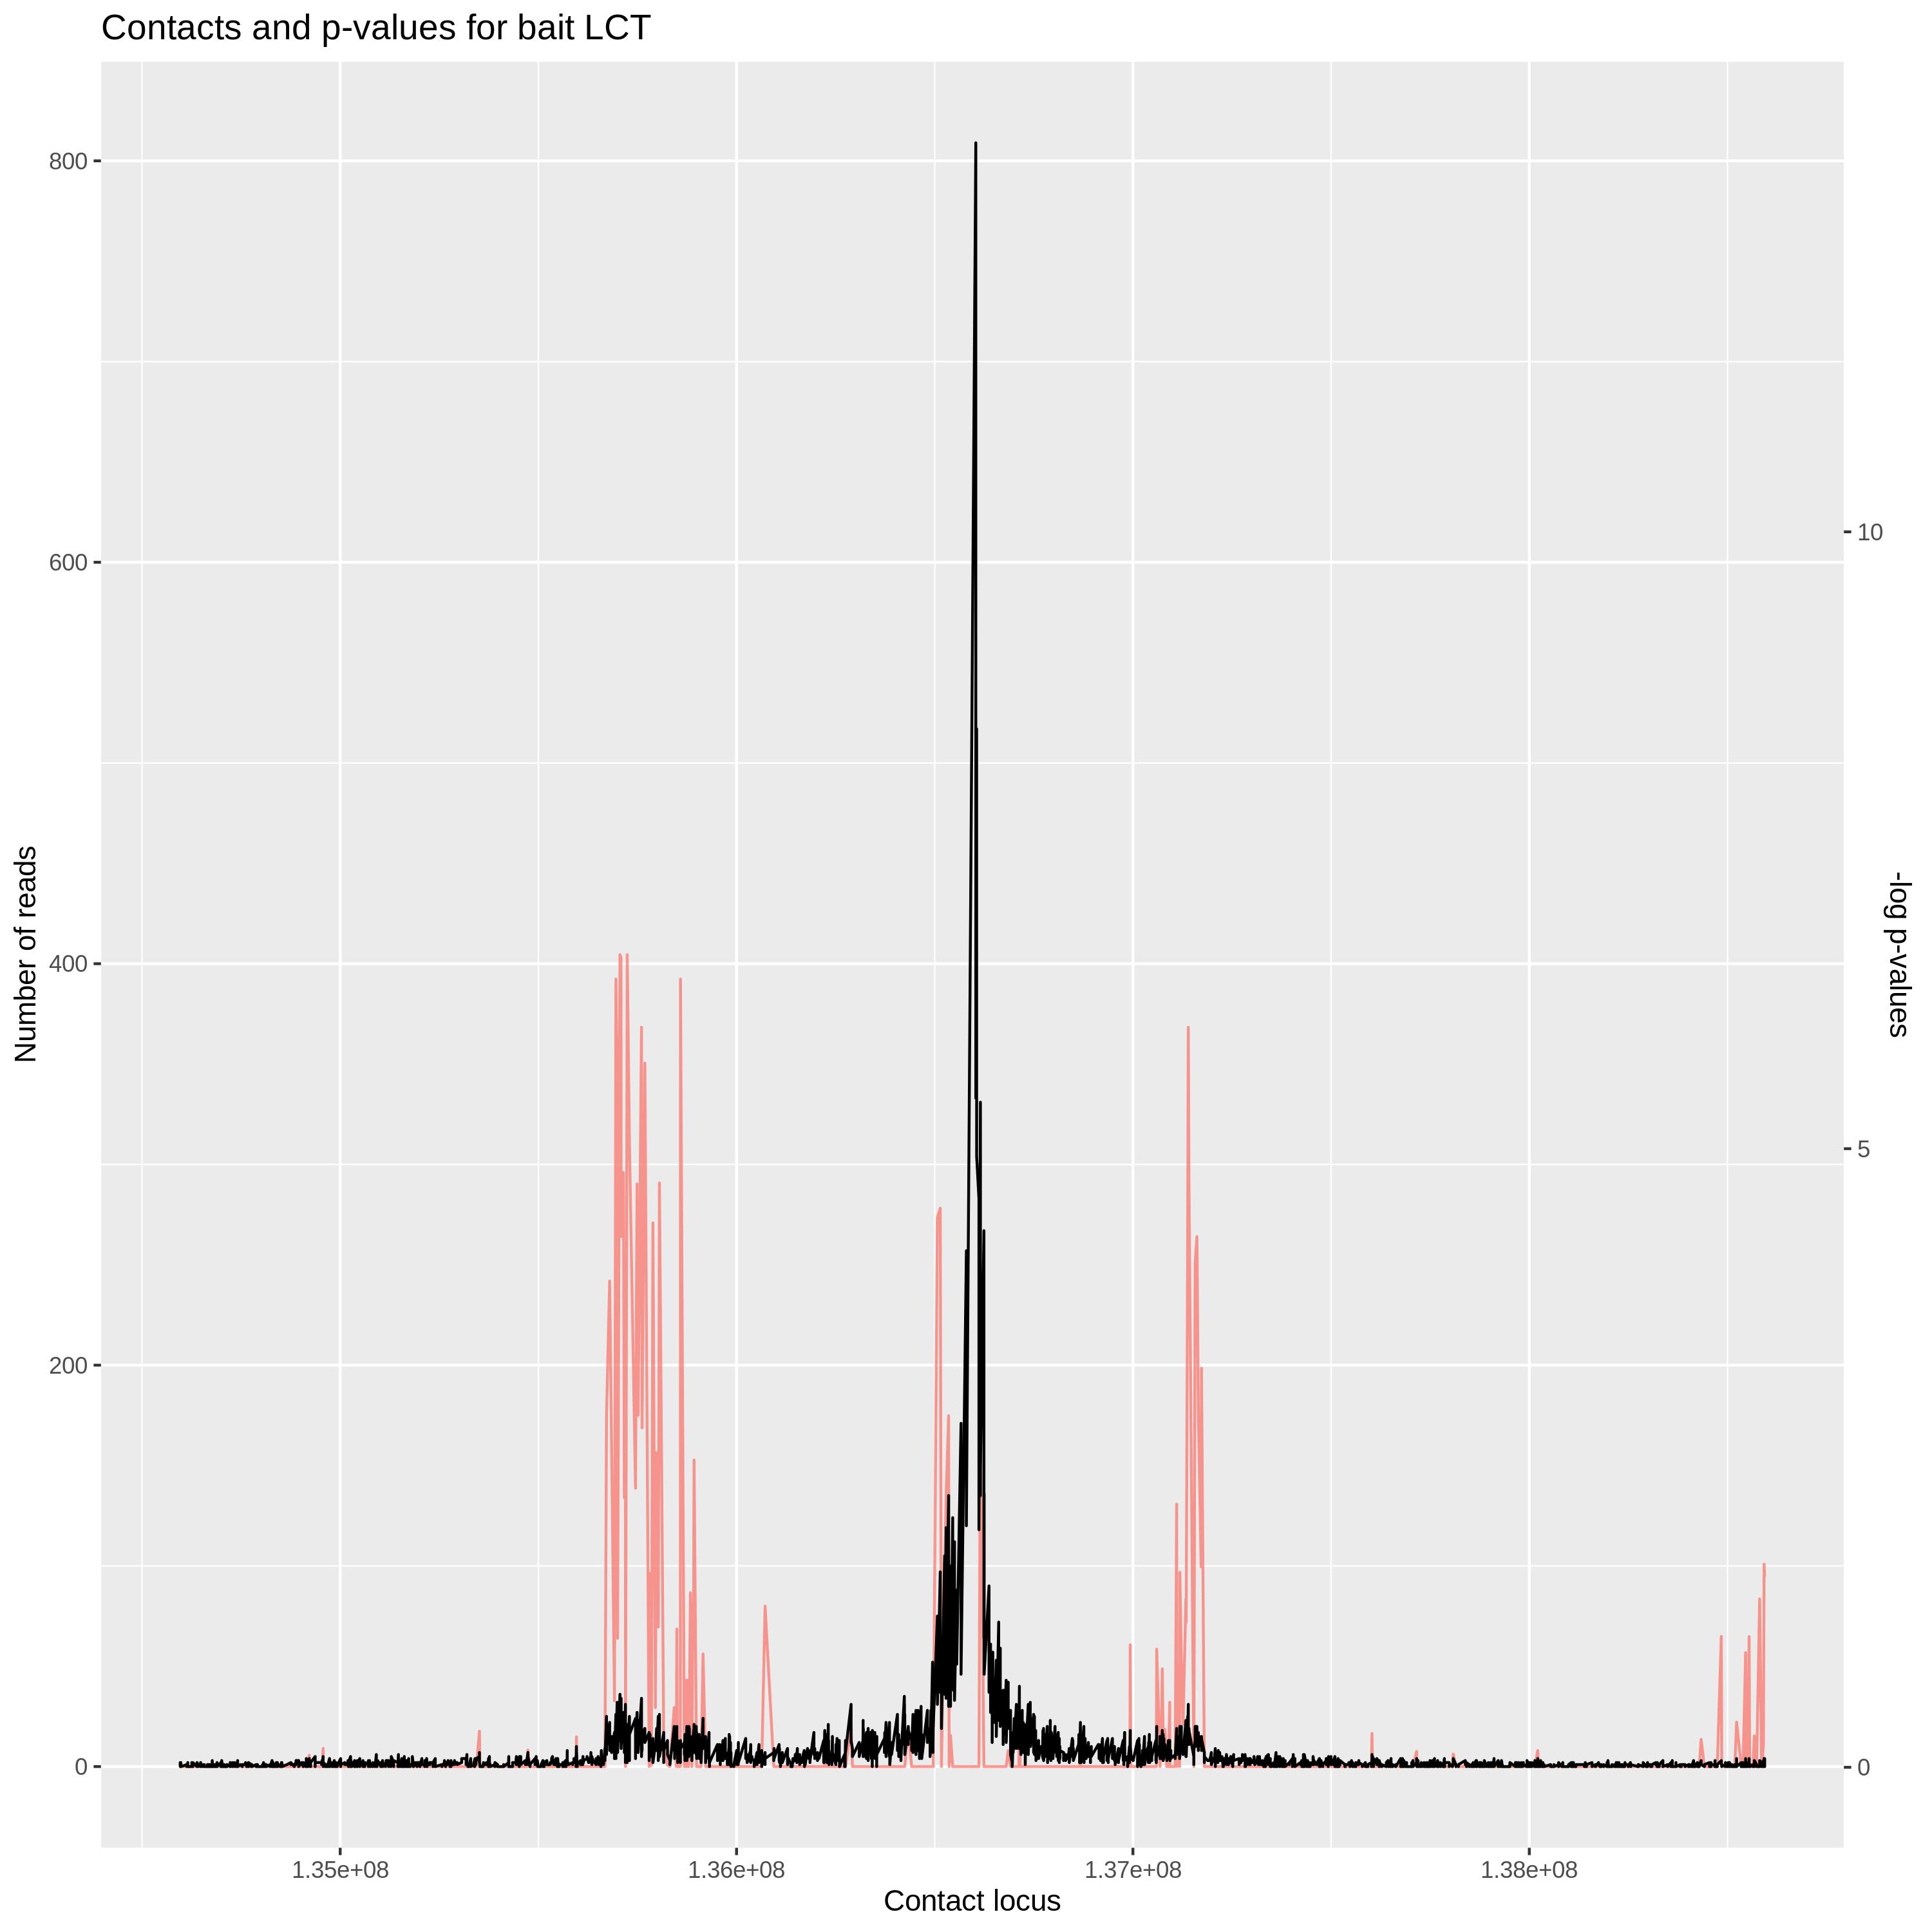 Contacts and p-values for bait LCT
Number of reads
800
600
400
200
0
10
5
0
-log p-values
1.35e+08
1.36e+08
1.37e+08
1.38e+08
Contact locus